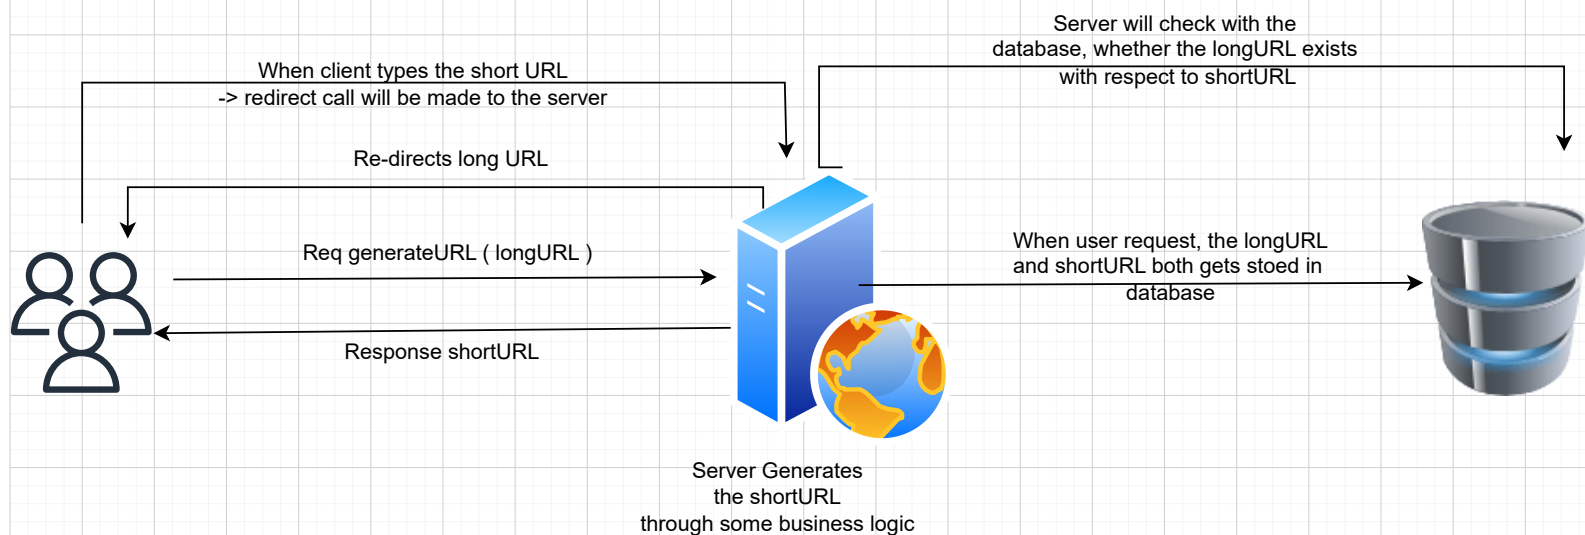 Server will check with the
database, whether the longURL exists
with respect to shortURL
When client types the short URL
-> redirect call will be made to the server
Re-directs long URL
Req generateURL ( longURL )
Response shortURL
When user request, the longURL
and shortURL both gets stoed in
database
Server Generates
the shortURL
through some business logic